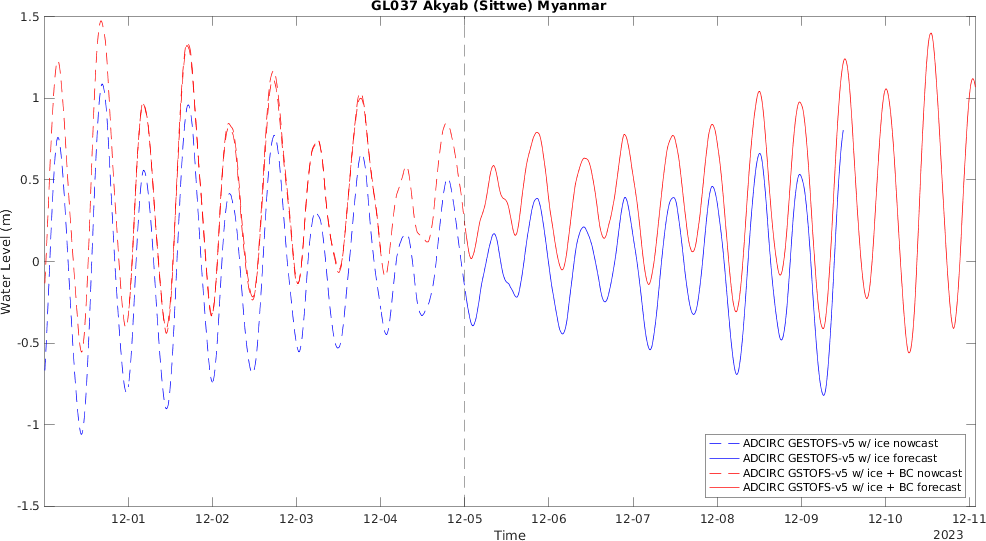 GL037 Akyab (Sittwe) Myanmar
1.5
1
0.5
0
-0.5
-1
-1.5
Water Level (m)
12-01 12-02 12-03 12-04 12-05 12-06 12-07 12-08 12-09 12-10 12-11
Time
2023
ADCIRC GESTOFS-v5 w/ ice nowcast
ADCIRC GESTOFS-v5 w/ ice forecast
ADCIRC GSTOFS-v5 w/ ice + BC nowcast
ADCIRC GSTOFS-v5 w/ ice + BC forecast